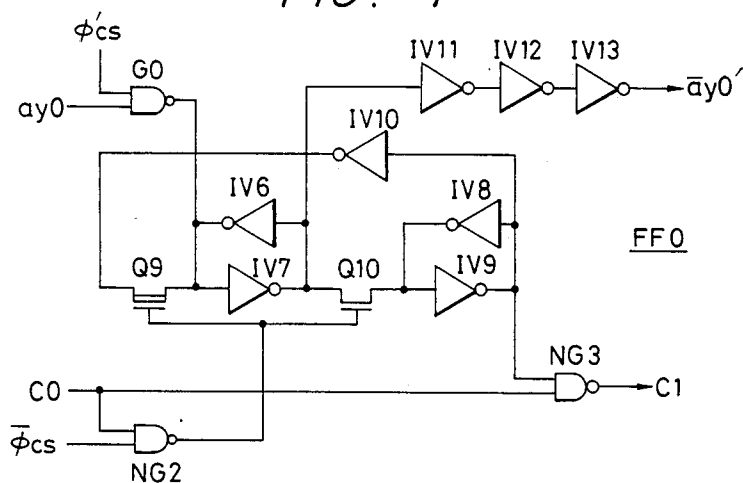 φ'cs
G0
IV11
IV12
IV13
ay0
āy0'
IV10
IV6
IV8
FF0
Q9
IV7
Q10
IV9
NG3
C0
C1
φ̅cs
NG2